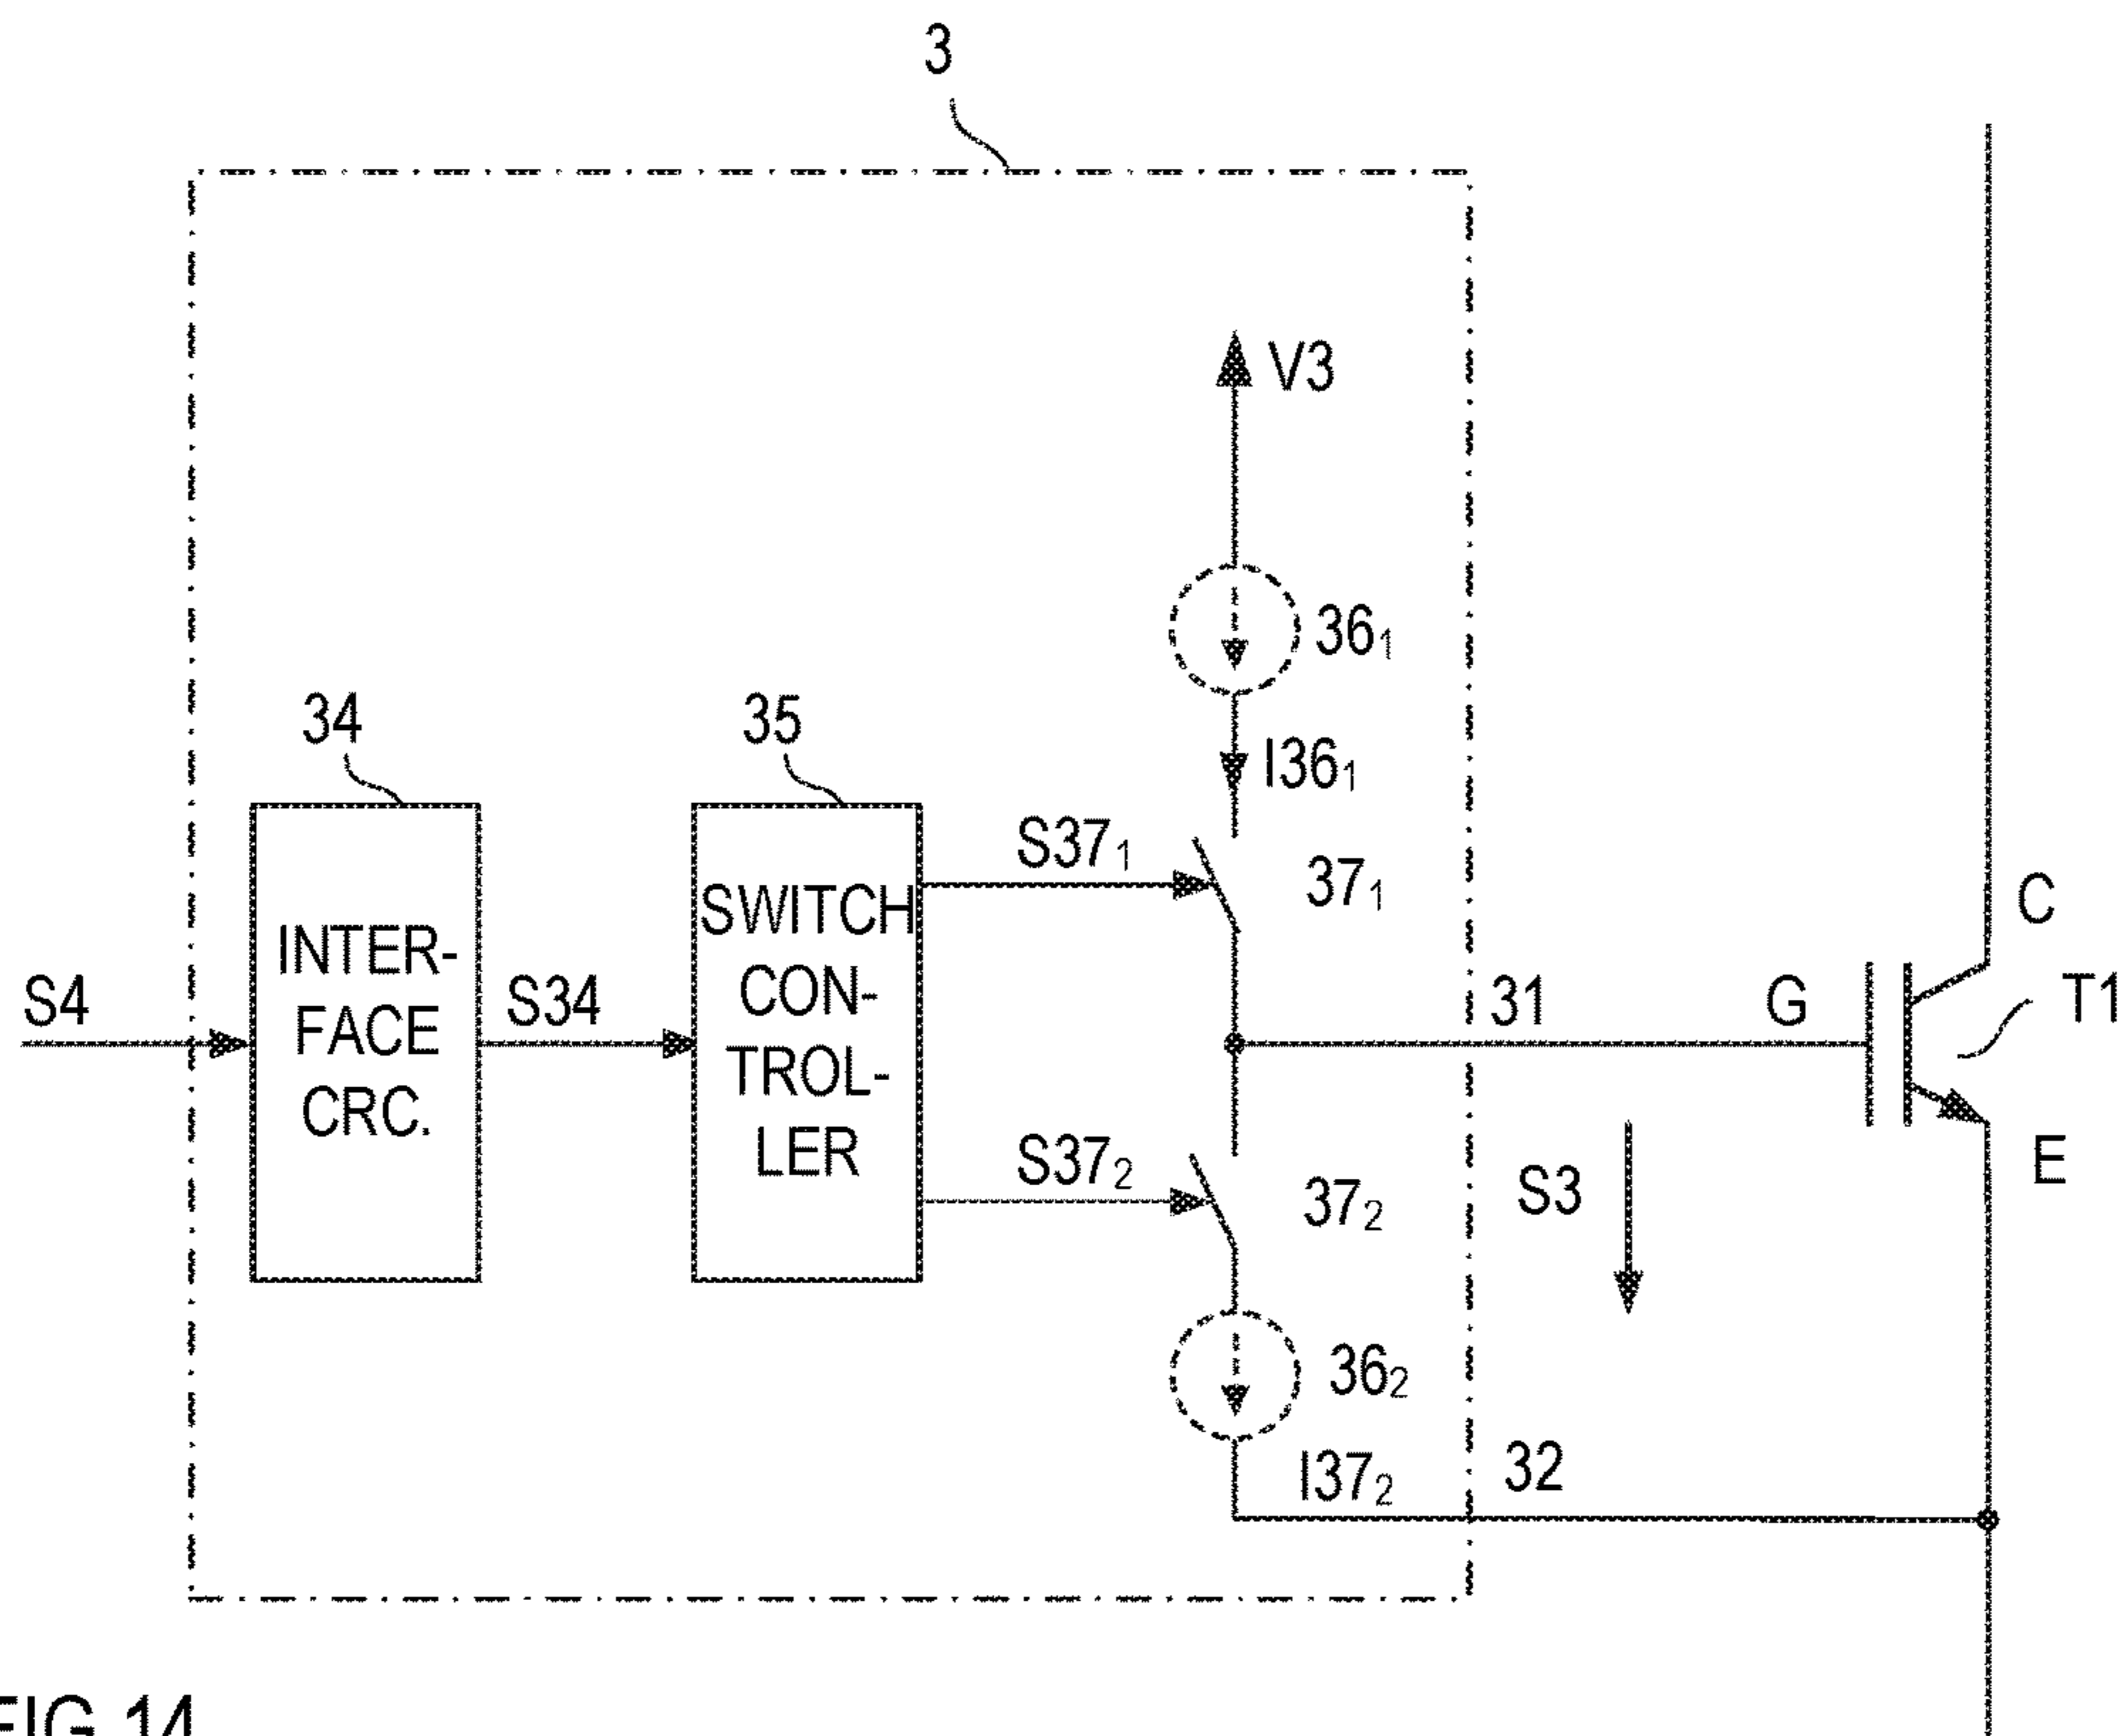 3
V3
36₁
34
35
I36₁
S37₁
37₁
C
S4
INTER-
FACE
CRC.
S34
SWITCH
CON-
TROL-
LER
31
G
T1
S37₂
37₂
S3
E
36₂
I37₂
32
FIG 14